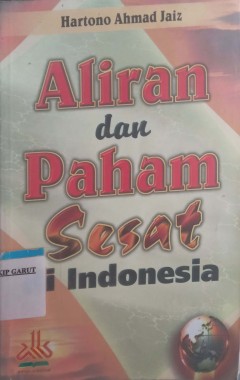 Hartono Ahmad Jaiz
Aliran
dan
Paham
Sesat
i Indonesia
KIP GARUT